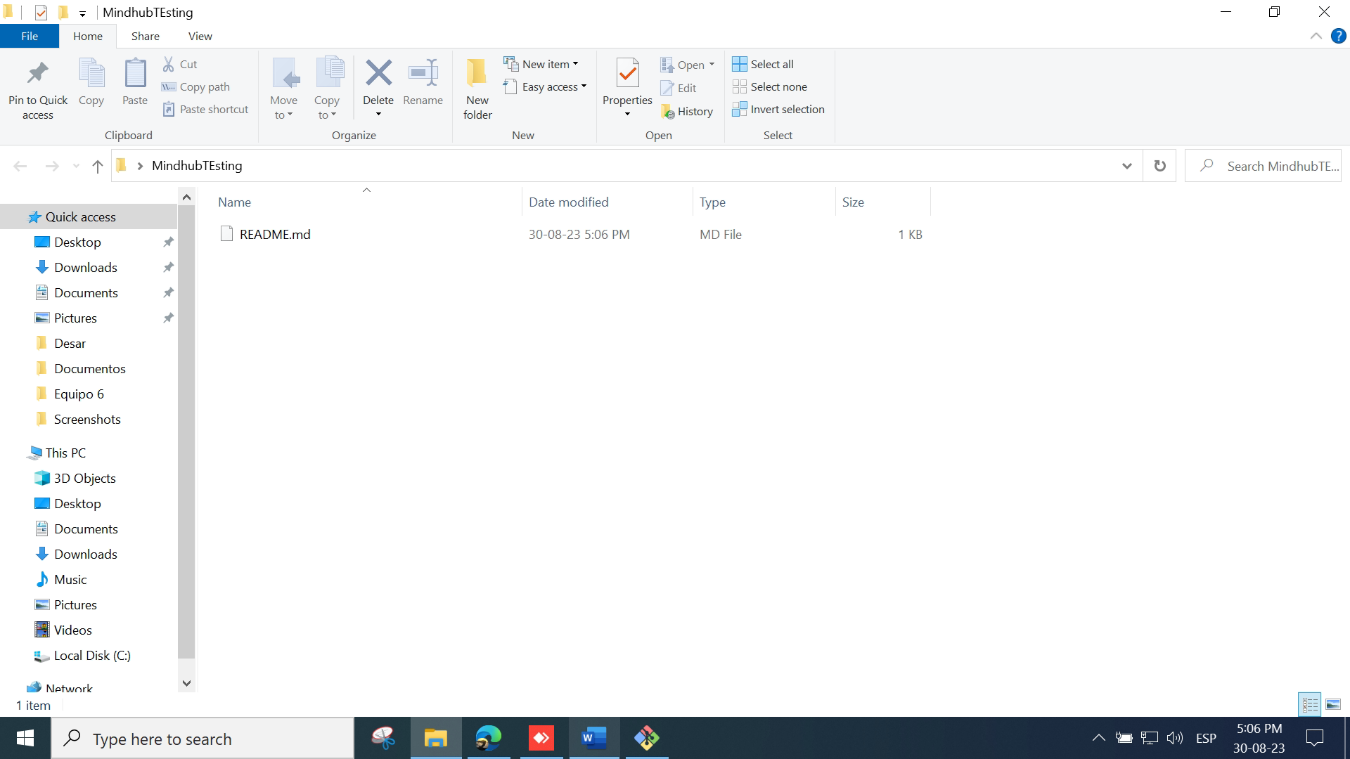 MindhubTEsting
File Home Share View
Pin to Quick access
Copy
Paste
Cut
Copy path
Paste shortcut
Clipboard
Move to
Copy to
Delete
Rename
Organize
New folder
New item
Easy access
New
Properties
Open
Edit
History
Open
Select all
Select none
Invert selection
Select
MindhubTEsting
Search MindhubTE...
Name Date modified Type Size
README.md 30-08-23 5:06 PM MD File 1 KB
Quick access
Desktop
Downloads
Documents
Pictures
Desar
Documentos
Equipo 6
Screenshots
This PC
3D Objects
Desktop
Documents
Downloads
Music
Pictures
Videos
Local Disk (C:)
Network
1 item
Type here to search
ESP
5:06 PM
30-08-23